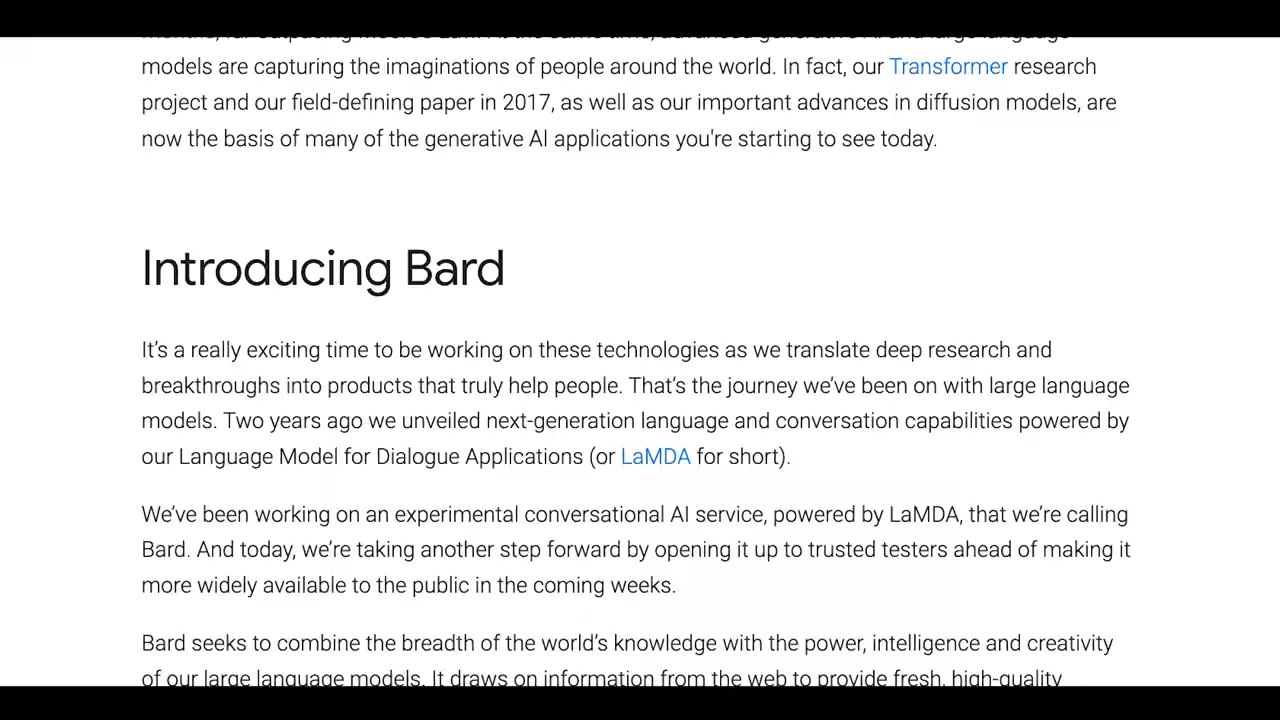 models are capturing the imaginations of people around the world. In fact, our Transformer research
project and our field-defining paper in 2017, as well as our important advances in diffusion models, are
now the basis of many of the generative AI applications you're starting to see today.
Introducing Bard
It’s a really exciting time to be working on these technologies as we translate deep research and
breakthroughs into products that truly help people. That’s the journey we’ve been on with large language
models. Two years ago we unveiled next-generation language and conversation capabilities powered by
our Language Model for Dialogue Applications (or LaMDA for short).
We’ve been working on an experimental conversational AI service, powered by LaMDA, that we’re calling
Bard. And today, we’re taking another step forward by opening it up to trusted testers ahead of making it
more widely available to the public in the coming weeks.
Bard seeks to combine the breadth of the world’s knowledge with the power, intelligence and creativity
of our large language models. It draws on information from the web to provide fresh, high-quality